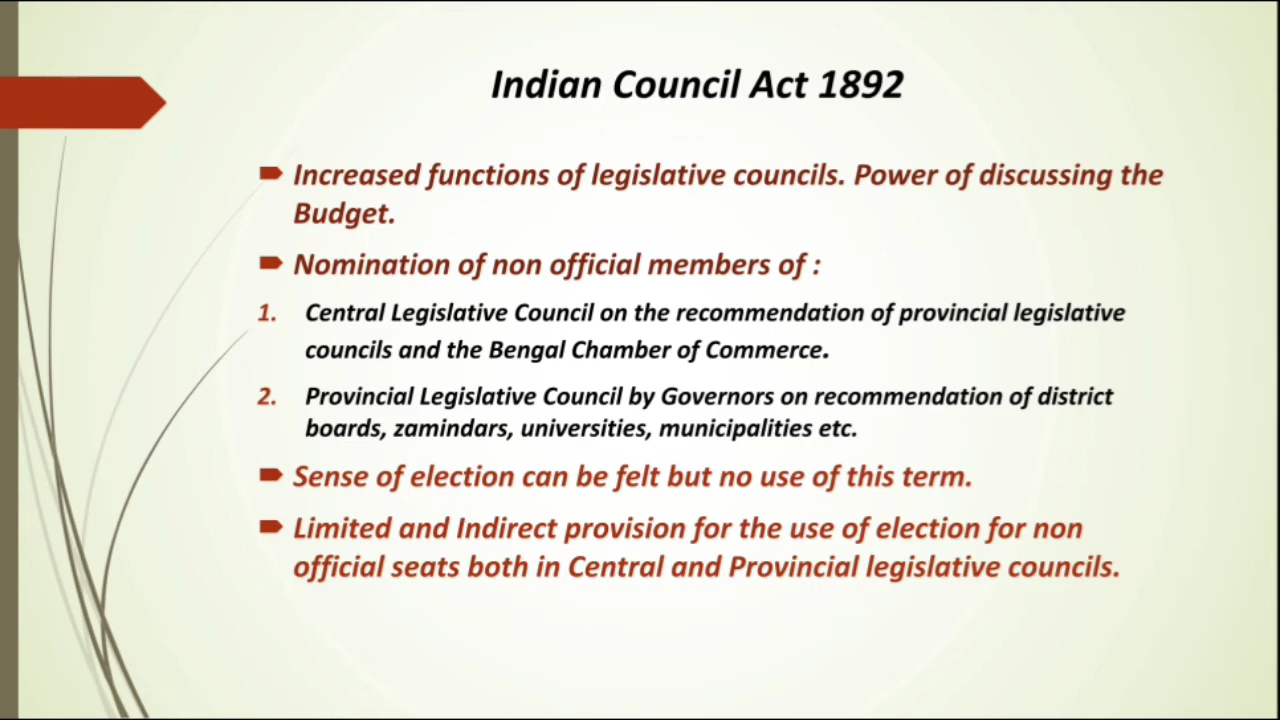 Indian Council Act 1892
Increased functions of legislative councils. Power of discussing the
Budget.
Nomination of non official members of :
1. Central Legislative Council on the recommendation of provincial legislative
councils and the Bengal Chamber of Commerce.
2. Provincial Legislative Council by Governors on recommendation of district
boards, zamindars, universities, municipalities etc.
Sense of election can be felt but no use of this term.
Limited and Indirect provision for the use of election for non
official seats both in Central and Provincial legislative councils.